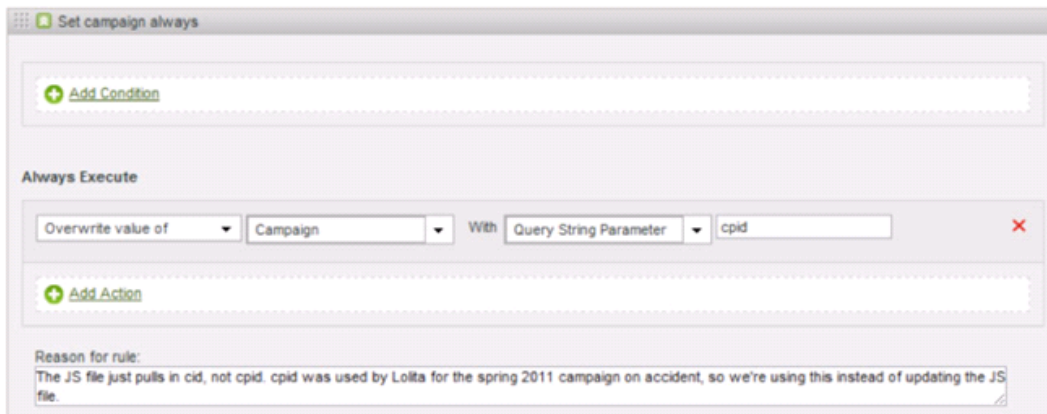 Set campaign always
Add Condition
Always Execute
Overwrite value of Campaign With Query String Parameter cpid
Add Action
Reason for rule:
The JS file just pulls in cid, not cpid. cpid was used by Lolita for the spring 2011 campaign on accident, so we're using this instead of updating the JS
file.